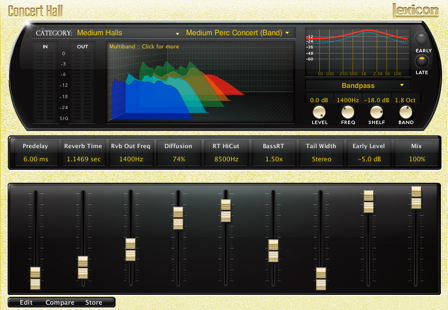 Concert Hall
lexicon
CATEGORY: Medium Halls Medium Perc Concert (Band)
IN OUT
Multiband : Click for more
0
-3
-6
-12
-18
-24
SIG
-12
-24
-36
-48
-60
EARLY
LATE
Bandpass
0.0 dB 1400Hz -18.0 dB 1.8 Oct
LEVEL FREQ SHELF BAND
Predelay Reverb Time Rvb Out Freq Diffusion RT HiCut BassRT Tail Width Early Level Mix
6.00 ms 1.1469 sec 1400Hz 74% 8500Hz 1.50x Stereo -5.0 dB 100%
Edit Compare Store